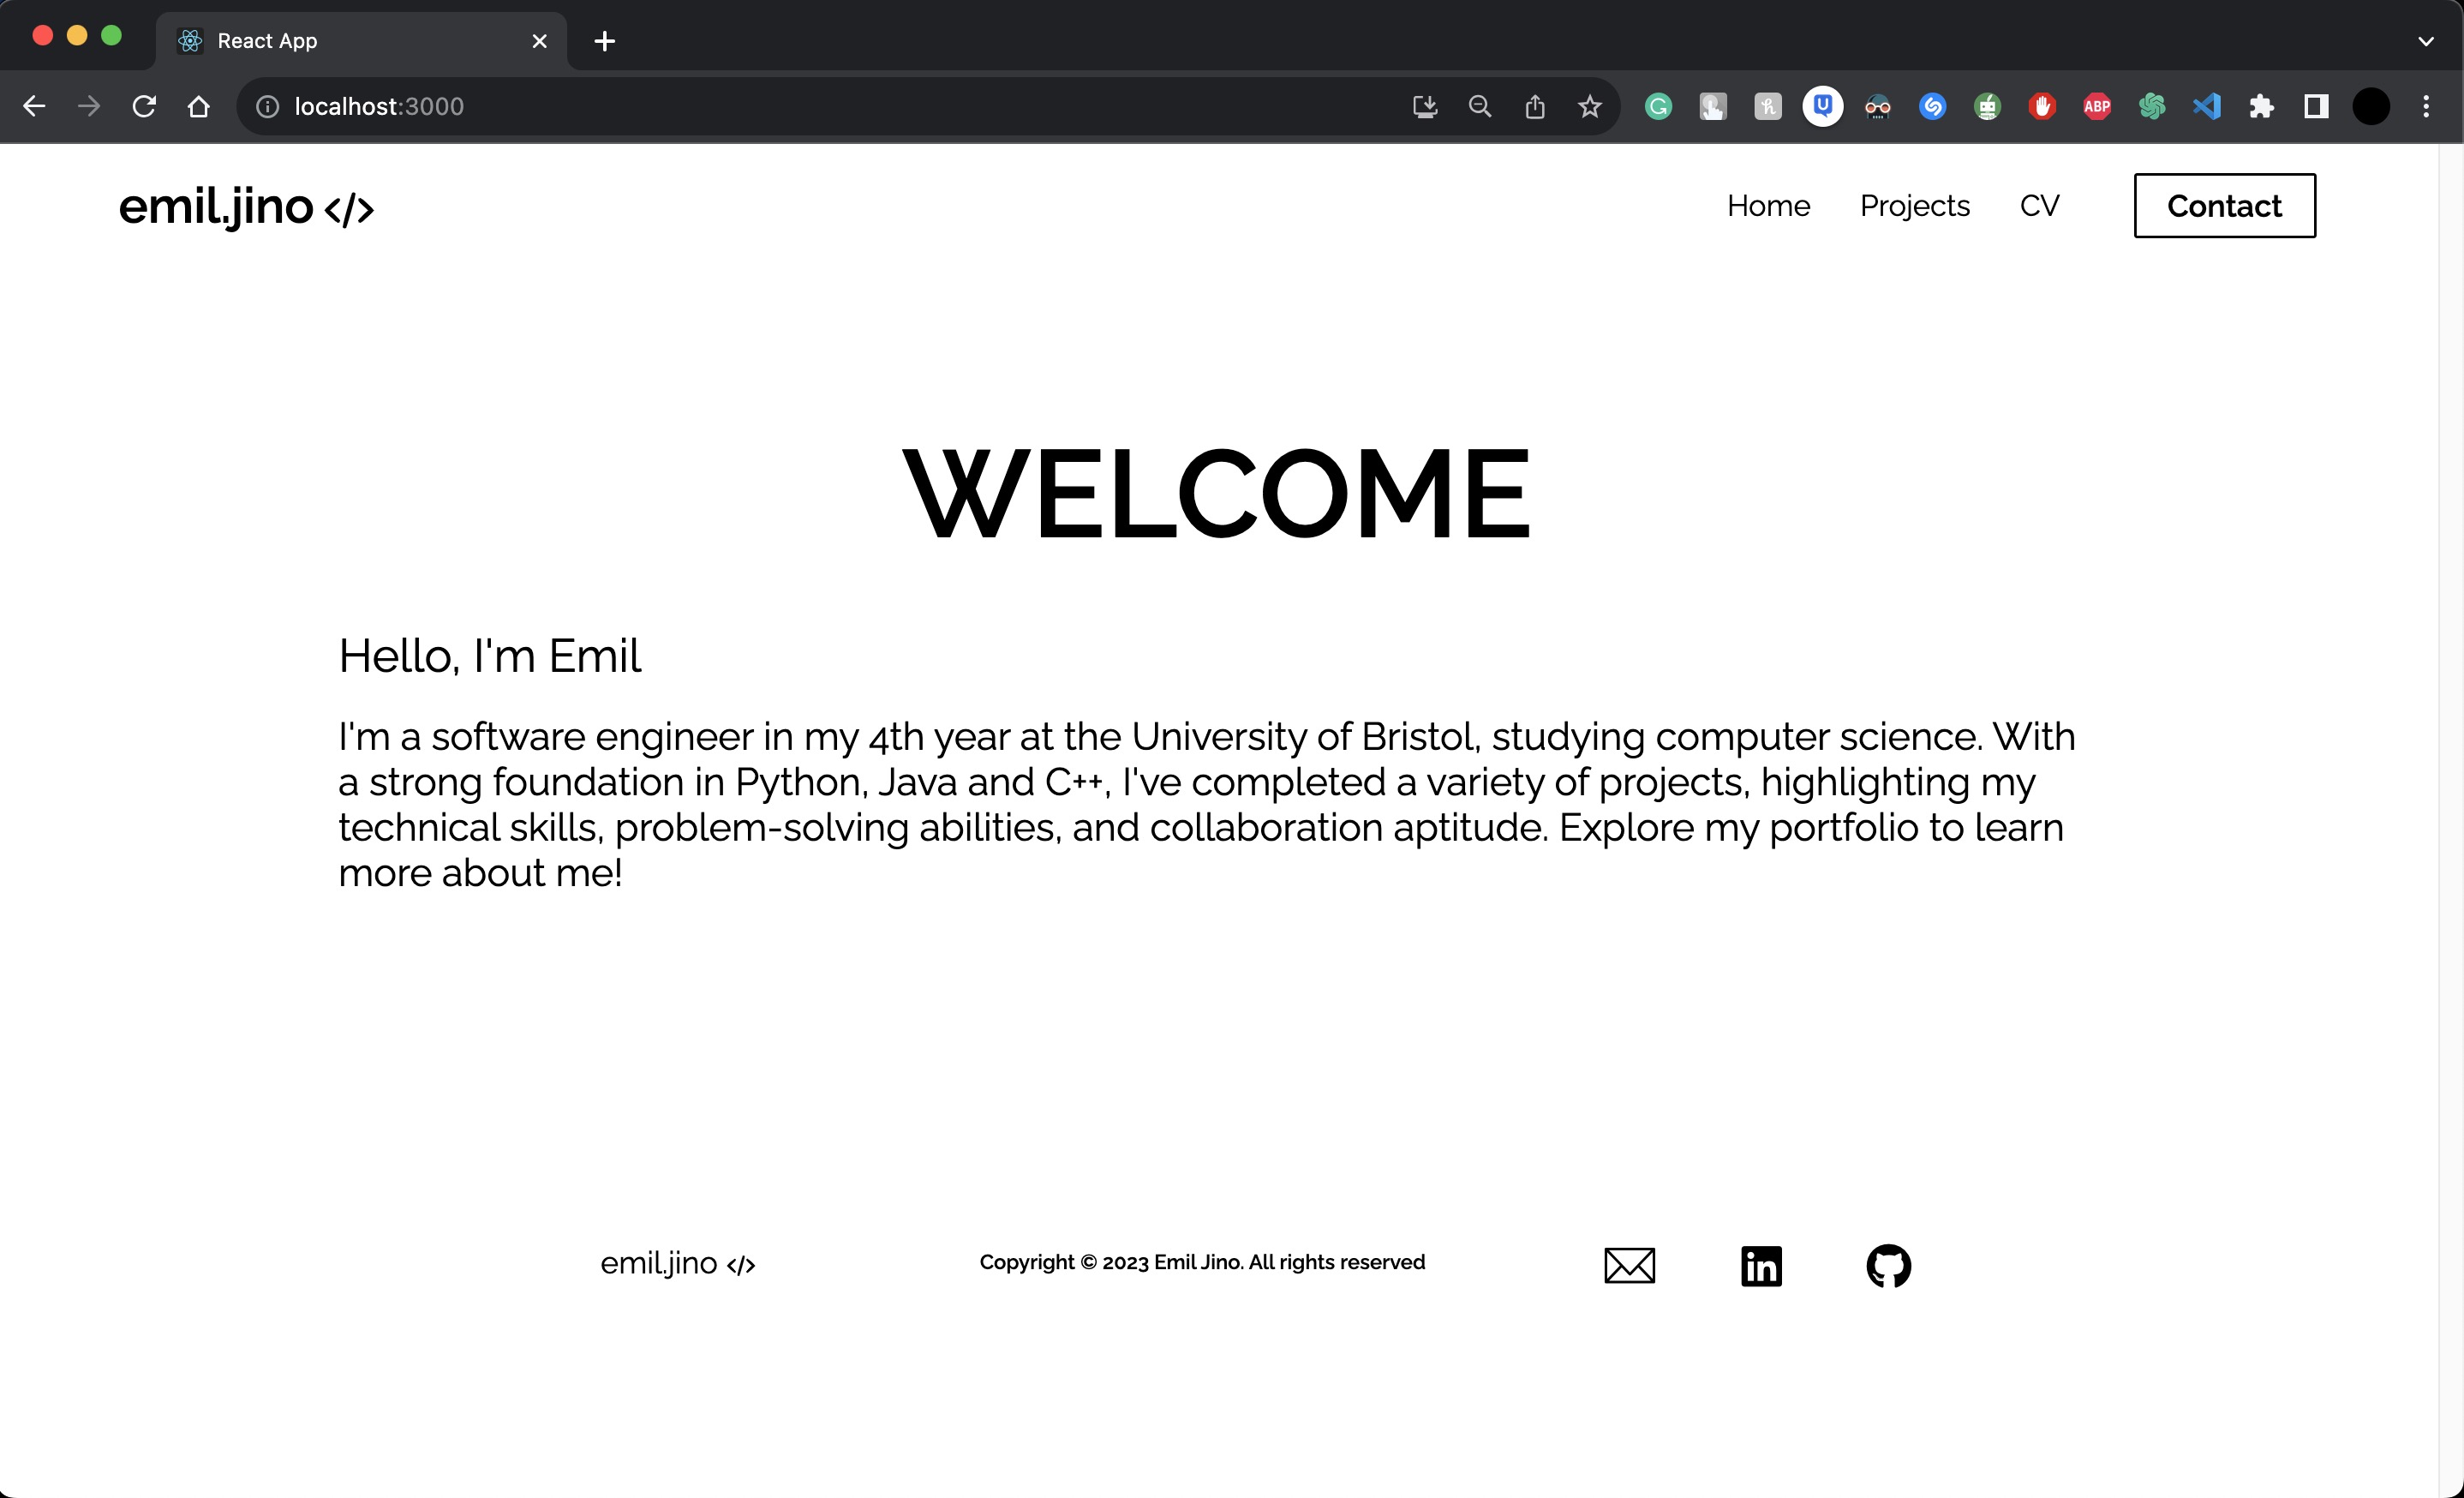 React App
localhost:3000
ABP
emil.jino </>
Home Projects CV Contact
WELCOME
Hello, I'm Emil
I'm a software engineer in my 4th year at the University of Bristol, studying computer science. With
a strong foundation in Python, Java and C++, I've completed a variety of projects, highlighting my
technical skills, problem-solving abilities, and collaboration aptitude. Explore my portfolio to learn
more about me!
emil.jino </> Copyright © 2023 Emil Jino. All rights reserved in